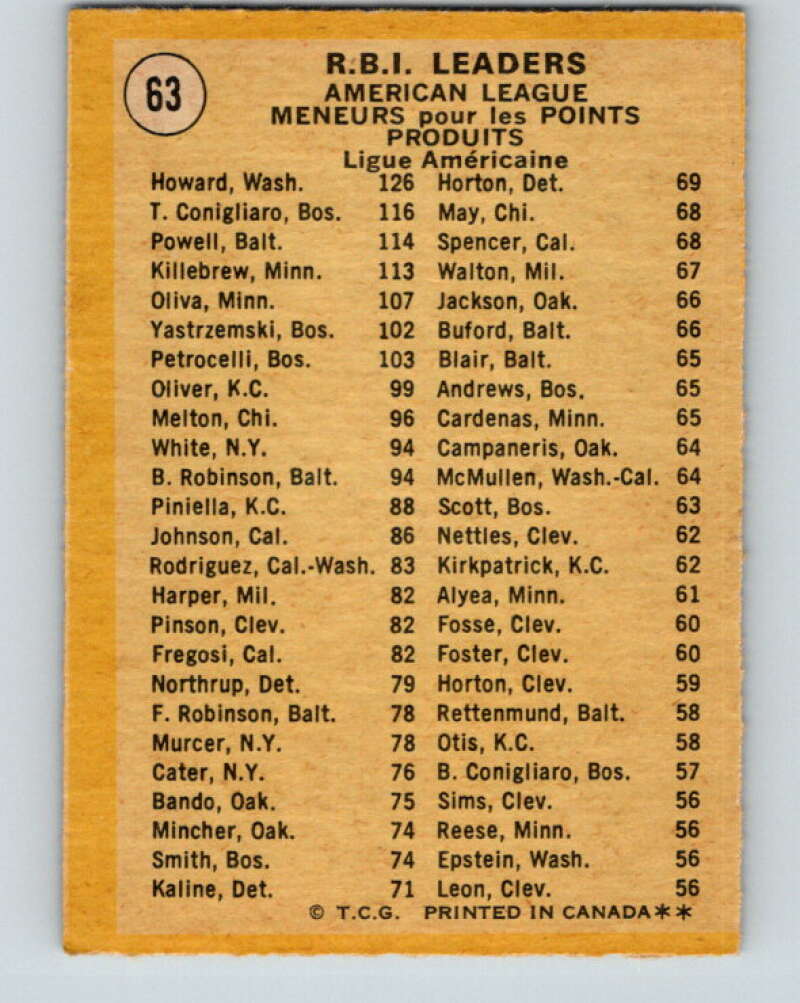 63
R.B.I. LEADERS
AMERICAN LEAGUE
MENEURS pour les POINTS
PRODUITS
Ligue Américaine
Howard, Wash. 126 Horton, Det. 69
T. Conigliaro, Bos. 116 May, Chi. 68
Powell, Balt. 114 Spencer, Cal. 68
Killebrew, Minn. 113 Walton, Mil. 67
Oliva, Minn. 107 Jackson, Oak. 66
Yastrzemski, Bos. 102 Buford, Balt. 66
Petrocelli, Bos. 103 Blair, Balt. 65
Oliver, K.C. 99 Andrews, Bos. 65
Melton, Chi. 96 Cardenas, Minn. 65
White, N.Y. 94 Campaneris, Oak. 64
B. Robinson, Balt. 94 McMullen, Wash.-Cal. 64
Piniella, K.C. 88 Scott, Bos. 63
Johnson, Cal. 86 Nettles, Clev. 62
Rodriguez, Cal.-Wash. 83 Kirkpatrick, K.C. 62
Harper, Mil. 82 Alyea, Minn. 61
Pinson, Clev. 82 Fosse, Clev. 60
Fregosi, Cal. 82 Foster, Clev. 60
Northrup, Det. 79 Horton, Clev. 59
F. Robinson, Balt. 78 Rettenmund, Balt. 58
Murcer, N.Y. 78 Otis, K.C. 58
Cater, N.Y. 76 B. Conigliaro, Bos. 57
Bando, Oak. 75 Sims, Clev. 56
Mincher, Oak. 74 Reese, Minn. 56
Smith, Bos. 74 Epstein, Wash. 56
Kaline, Det. 71 Leon, Clev. 56
© T.C.G. PRINTED IN CANADA**